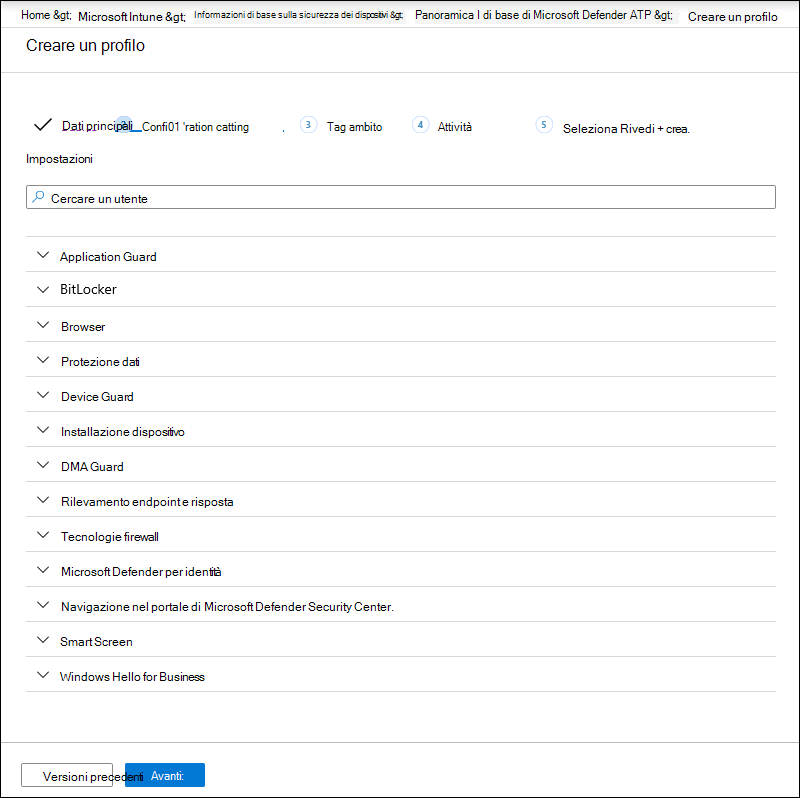 Home &gt; Microsoft Intune &gt; Informazioni di base sulla sicurezza dei dispositivi &gt; Panoramica I di base di Microsoft Defender ATP &gt; Creare un profilo
Creare un profilo
Dati principali 2 Confi01 'ration catting . 3 Tag ambito 4 Attività 5 Seleziona Rivedi + crea.
Impostazioni
Cercare un utente
Application Guard
BitLocker
Browser
Protezione dati
Device Guard
Installazione dispositivo
DMA Guard
Rilevamento endpoint e risposta
Tecnologie firewall
Microsoft Defender per identità
Navigazione nel portale di Microsoft Defender Security Center.
Smart Screen
Windows Hello for Business
Versioni precedenti Avanti: